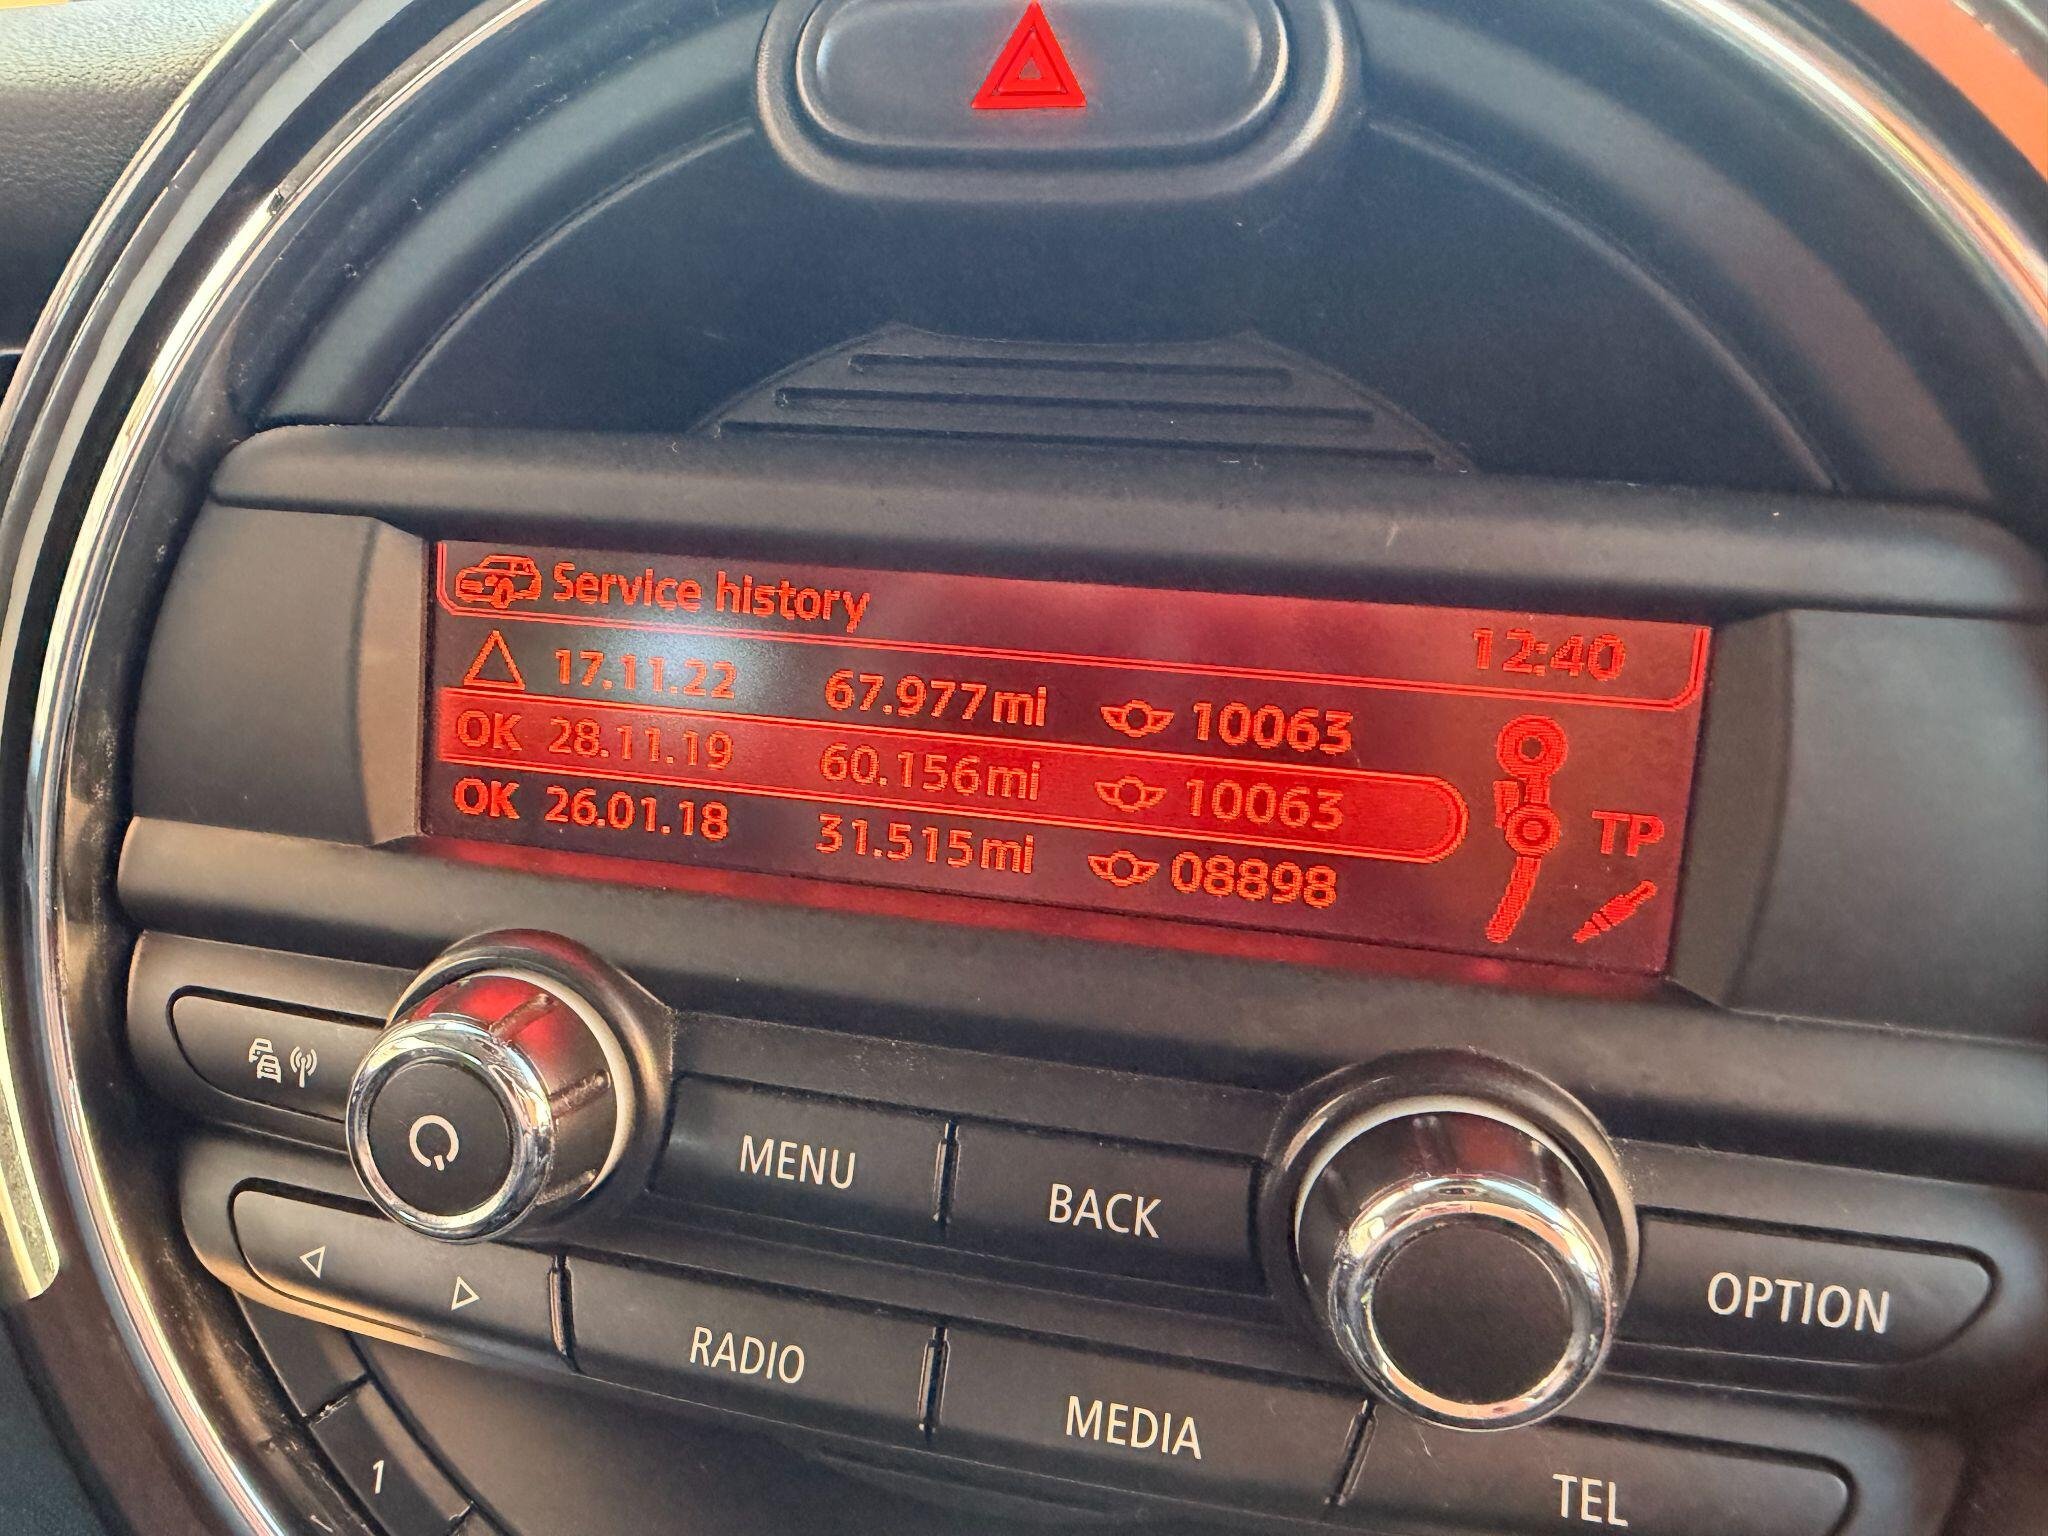 Service history 12:40
17.11.22 67.977mi 10063
OK 28.11.19 60.156mi 10063
OK 26.01.18 31.515mi 08898
TP
MENU
BACK
OPTION
RADIO
MEDIA
TEL
1